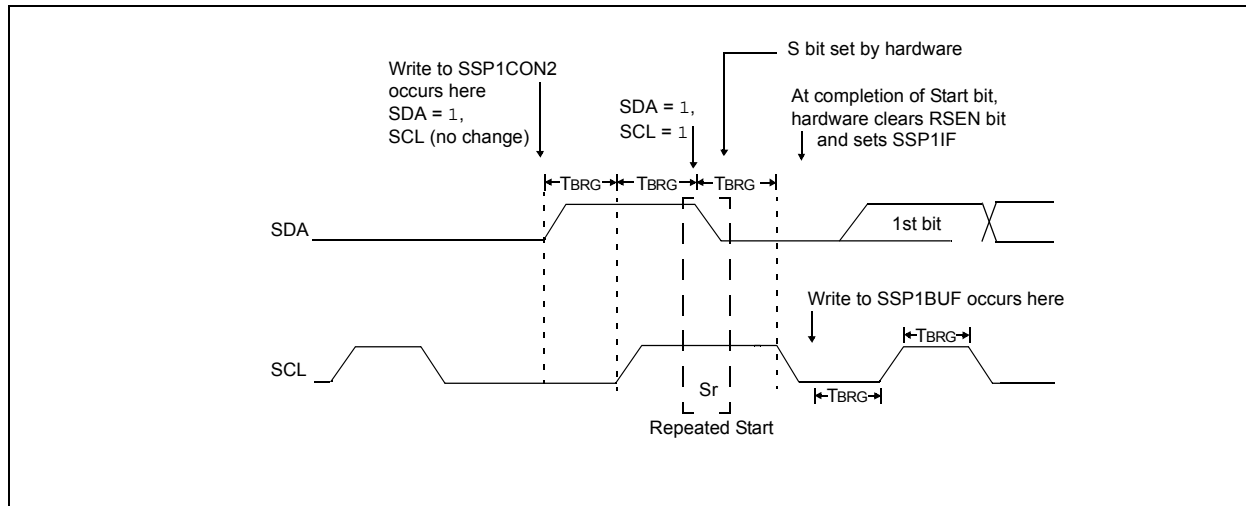 S bit set by hardware
Write to SSP1CON2
occurs here
SDA = 1,
SCL (no change)
SDA = 1,
SCL = 1
At completion of Start bit,
hardware clears RSEN bit
and sets SSP1IF
TBRG TBRG TBRG
SDA
1st bit
Write to SSP1BUF occurs here
TBRG
SCL
Sr
TBRG
Repeated Start